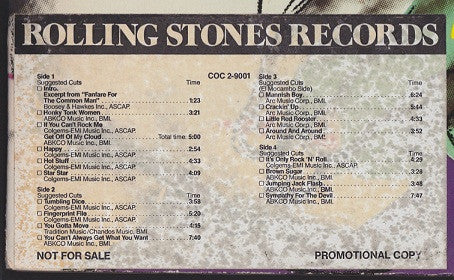 ROLLING STONES RECORDS
COC 2-9001
Side 1
Suggested Cuts Time
Intro.
Excerpt from "Fanfare For
The Common Man" 1:23
Boosey & Hawkes Inc., ASCAP.
Honky Tonk Women 3:21
ABKCO Music Inc., BMI.
If You Can't Rock Me
Colgems-EMI Music Inc., ASCAP.
Get Off Of My Cloud Total time: 5:00
ABKCO Music Inc., BMI.
Happy 2:54
Colgems-EMI Music Inc., ASCAP.
Hot Stuff 4:33
Colgems-EMI Music Inc., ASCAP.
Star Star 4:09
Colgems-EMI Music Inc., ASCAP.
Side 2
Suggested Cuts Time
Tumbling Dice 3:58
Colgems-EMI Music Inc., ASCAP.
Fingerprint File 5:20
Colgems-EMI Music Inc., ASCAP.
You Gotta Move 4:15
Tradition Music/Chandos Music, BMI.
You Can't Always Get What You Want 7:40
ABKCO Music Inc., BMI.
Side 3
Suggested Cuts Time
(El Mocambo Side)
Mannish Boy 6:24
Arc Music Corp., BMI.
Crackin' Up 5:44
Arc Music Corp., BMI.
Little Red Rooster 4:33
Arc Music Corp., BMI.
Around And Around 3:52
Arc Music Corp., BMI.
Side 4
Suggested Cuts Time
It's Only Rock 'N' Roll 4:29
Colgems-EMI Music Inc., ASCAP.
Brown Sugar 3:28
ABKCO Music Inc., BMI.
Jumping Jack Flash 3:48
ABKCO Music Inc., BMI.
Sympathy For The Devil 7:47
ABKCO Music Inc., BMI.
NOT FOR SALE
PROMOTIONAL COPY